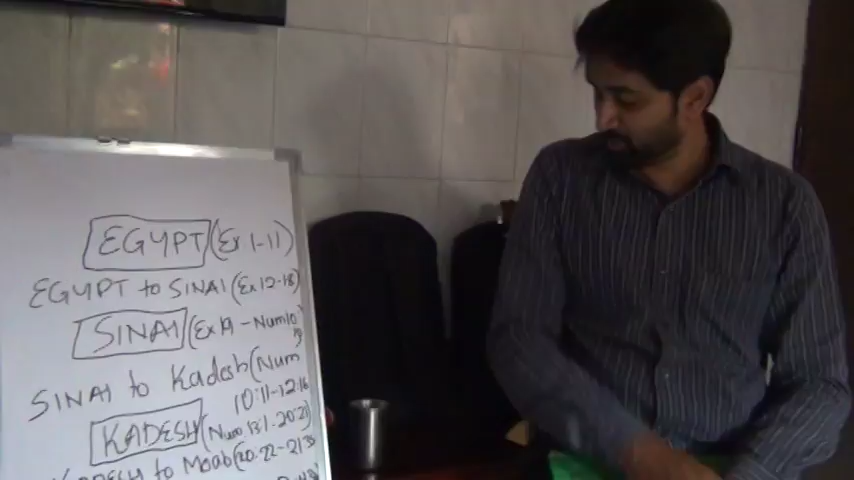 EGYPT (Ex 1-11)
EGYPT to SINAI (Ex 12-18)
SINAI (Ex 19 - Num 10
SINAI to Kadesh (Num
10:11-12:16
KADESH (Num 13:1-20:21)
KADESH to Moab (20:22-21:35